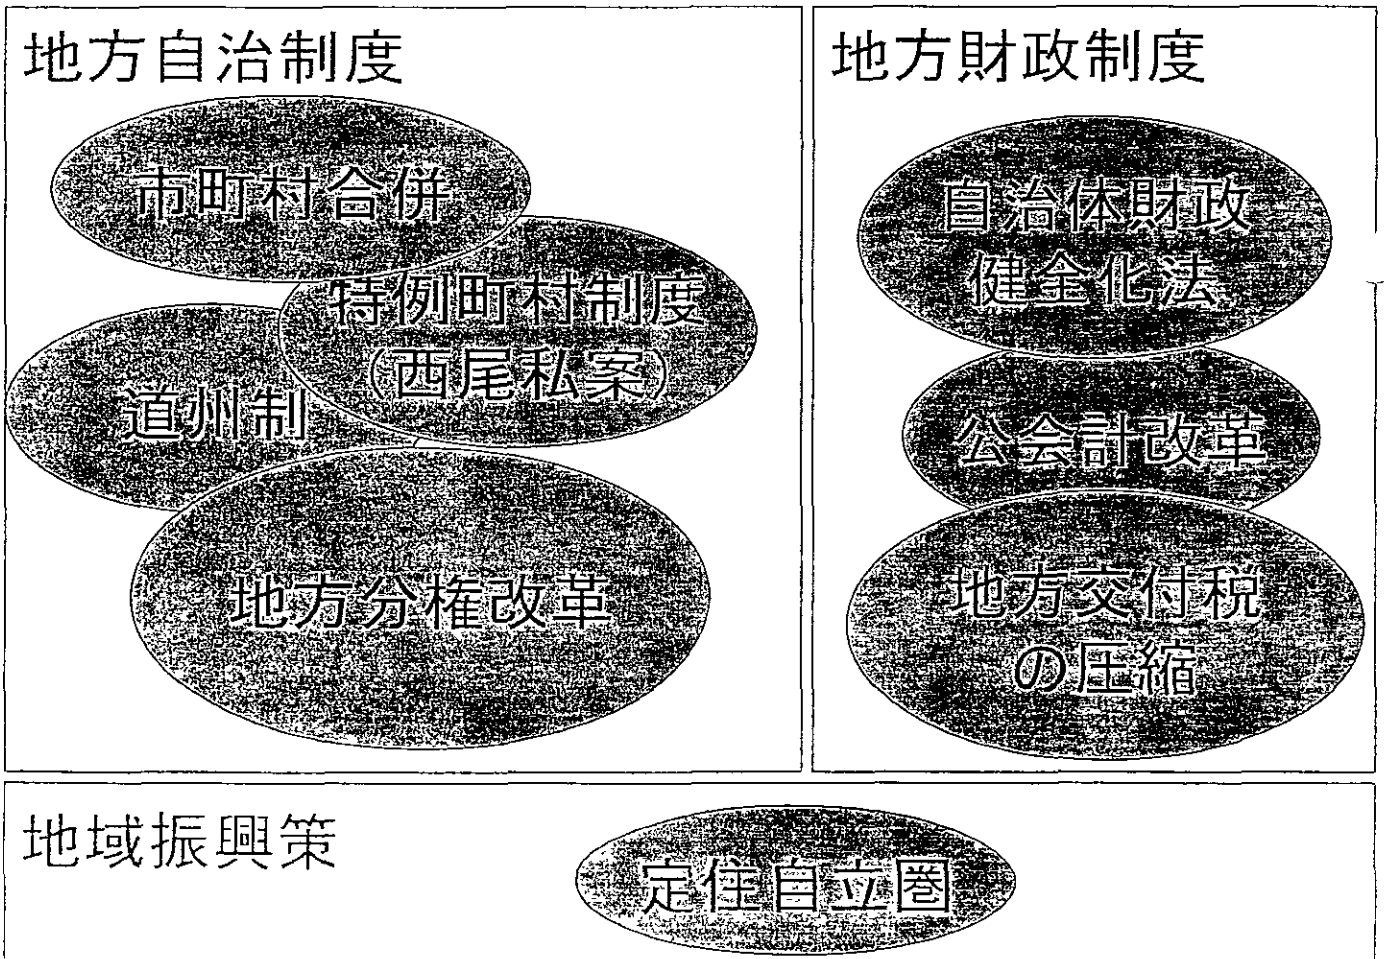 地方自治制度
市町村合併
特例町村制度
（西尾私案）
道州制
地方分権改革
地方財政制度
自治体財政
健全化法
公会計改革
地方交付税
の圧縮
地域振興策
定住自立圏